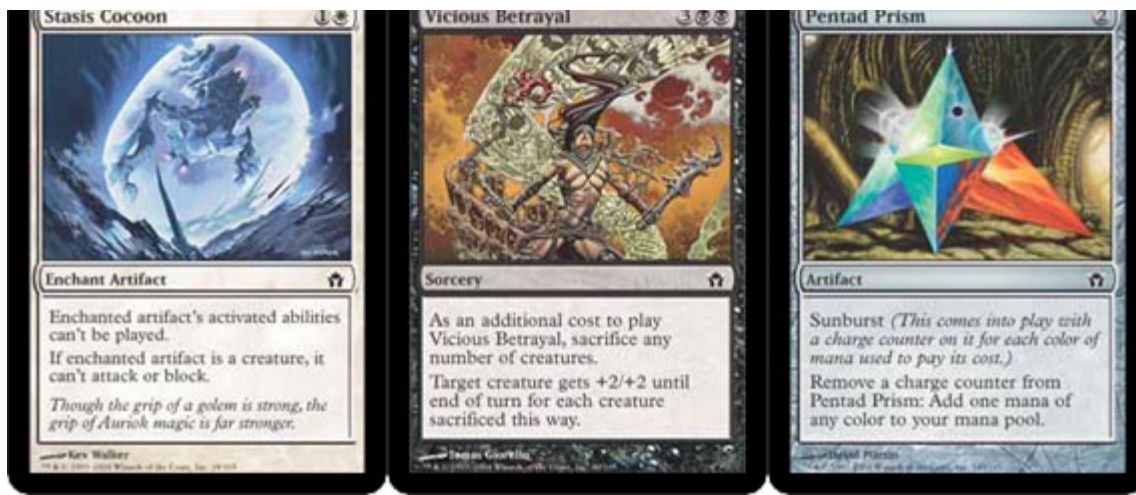 Stasis Cocoon 1
Enchant Artifact
Enchanted artifact's activated abilities
can't be played.
If enchanted artifact is a creature, it
can't attack or block.
Though the grip of a golem is strong, the
grip of Auriok magic is far stronger.
Kev Walker
Vicious Betrayal 3
Sorcery
As an additional cost to play
Vicious Betrayal, sacrifice any
number of creatures.
Target creature gets +2/+2 until
end of turn for each creature
sacrificed this way.
Pentad Prism 2
Artifact
Sunburst (This comes into play with
a charge counter on it for each color of
mana used to pay its cost.)
Remove a charge counter from
Pentad Prism: Add one mana of
any color to your mana pool.
David Martin